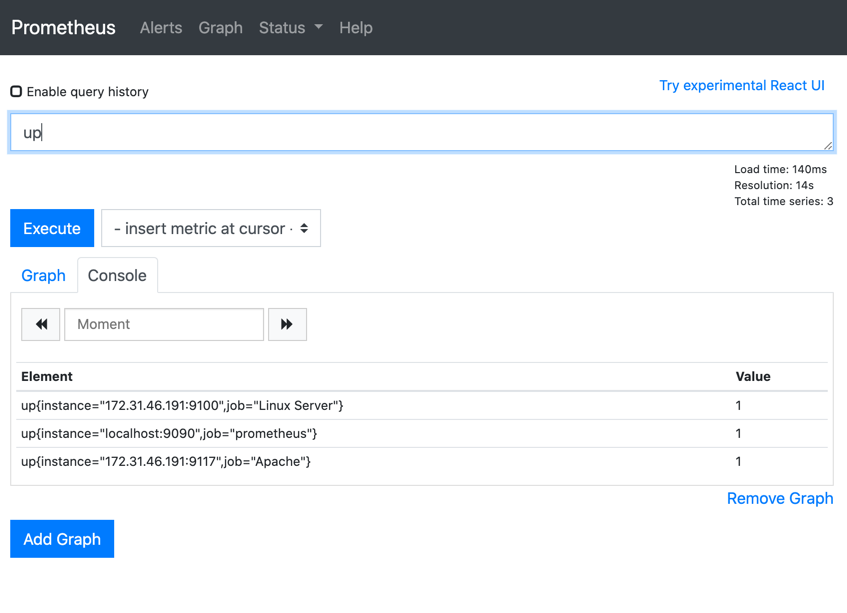 Prometheus Alerts Graph Status Help
Enable query history
Try experimental React UI
up
Load time: 140ms
Resolution: 14s
Total time series: 3
Execute
- insert metric at cursor -
Graph
Console
Moment
Element Value
up{instance="172.31.46.191:9100",job="Linux Server"} 1
up{instance="localhost:9090",job="prometheus"} 1
up{instance="172.31.46.191:9117",job="Apache"} 1
Remove Graph
Add Graph